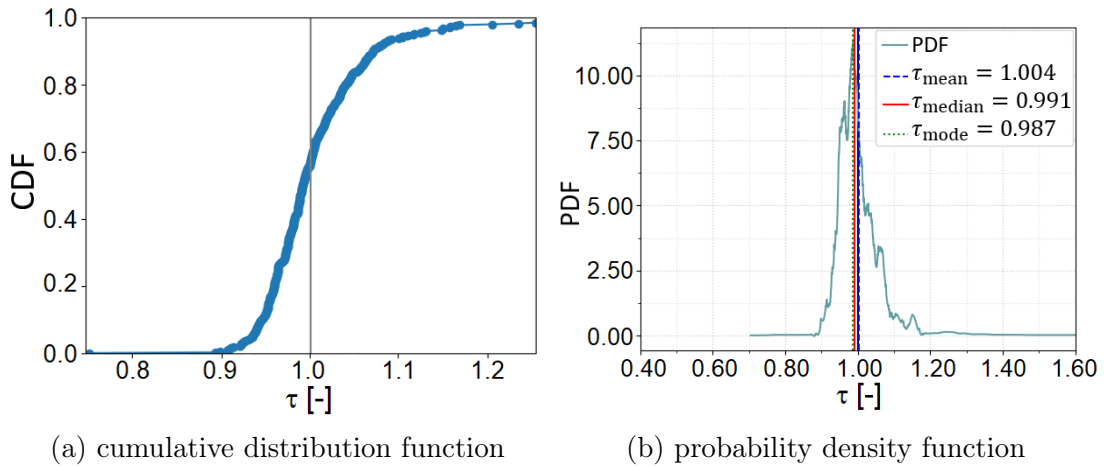 1.0
0.8
0.6
0.4
0.2
0.0
CDF
0.8 0.9 1.0 1.1 1.2
τ [-]
(a) cumulative distribution function
PDF
τmean = 1.004
τmedian = 0.991
τmode = 0.987
10.00
7.50
5.00
2.50
0.00
PDF
0.40 0.60 0.80 1.00 1.20 1.40 1.60
τ [-]
(b) probability density function